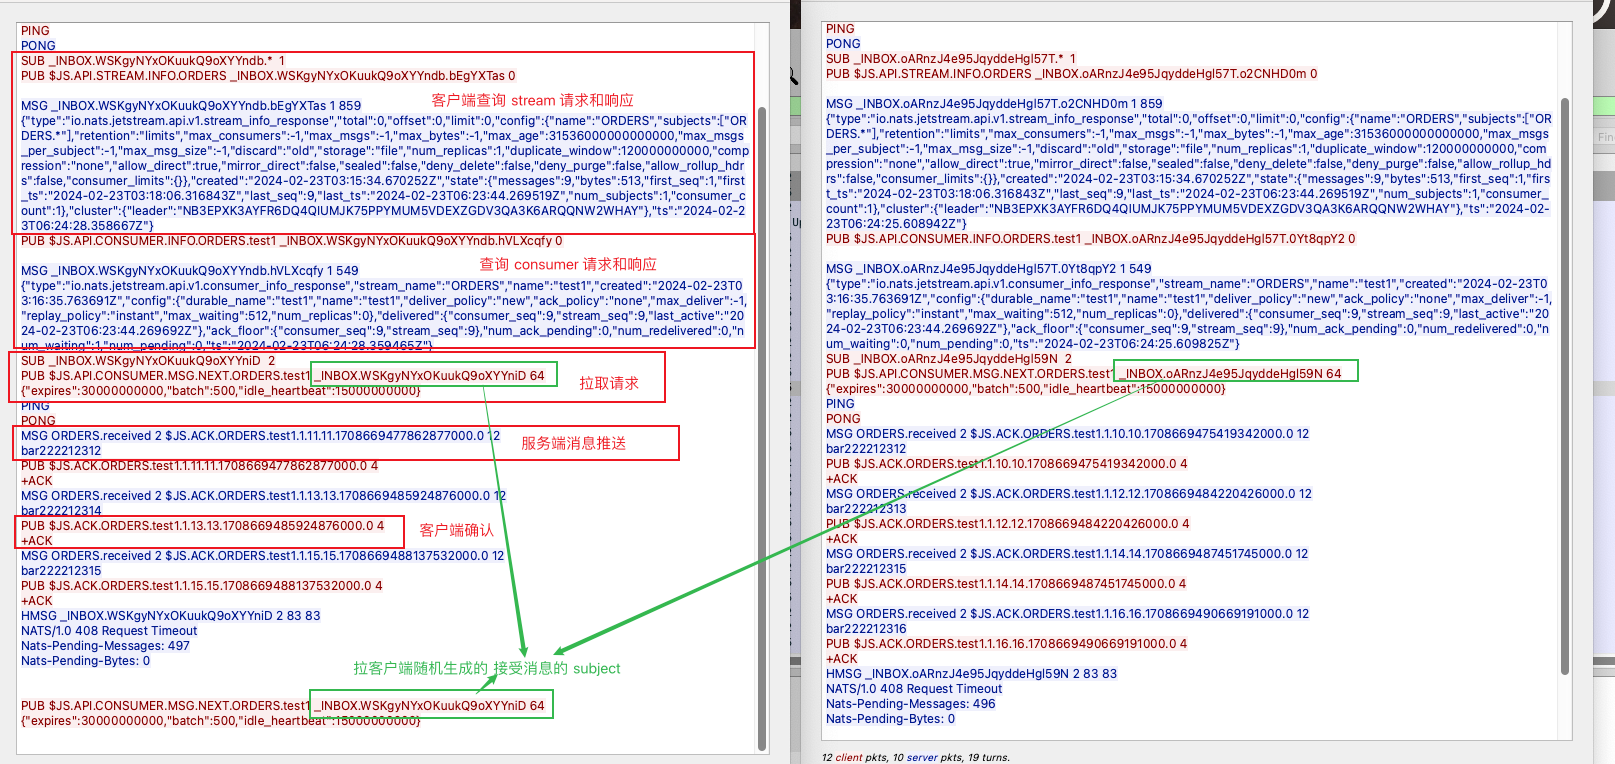 PING
PONG
SUB _INBOX.WSKgyNYxOKuukQ9oXYYndb.* 1
PUB $JS.API.STREAM.INFO.ORDERS _INBOX.WSKgyNYxOKuukQ9oXYYndb.bEgYXTas 0
MSG _INBOX.WSKgyNYxOKuukQ9oXYYndb.bEgYXTas 1 859
客户端查询 stream 请求和响应
{"type":"io.nats.jetstream.api.v1.stream_info_response","total":0,"offset":0,"limit":0,"config":{"name":"ORDERS","subjects":["OR
DERS.*"],"retention":"limits","max_consumers":-1,"max_msgs":-1,"max_bytes":-1,"max_age":31536000000000000,"max_msgs
_per_subject":-1,"max_msg_size":-1,"discard":"old","storage":"file","num_replicas":1,"duplicate_window":120000000000,"com
pression":"none","allow_direct":true,"mirror_direct":false,"sealed":false,"deny_delete":false,"deny_purge":false,"allow_rollup_hd
rs":false,"consumer_limits":{}},"created":"2024-02-23T03:15:34.670252Z","state":{"messages":9,"bytes":513,"first_seq":1,"first
_ts":"2024-02-23T03:18:06.316843Z","last_seq":9,"last_ts":"2024-02-23T06:23:44.269519Z","num_subjects":1,"consumer_c
ount":1},"cluster":{"leader":"NB3EPXK3AYFR6DQ4QIUMJK75PPYMUM5VDEXZGDV3QA3K6ARQQNW2WHAY"},"ts":"2024-02-2
3T06:24:28.358667Z"}
PUB $JS.API.CONSUMER.INFO.ORDERS.test1 _INBOX.WSKgyNYxOKuukQ9oXYYndb.hVLXcqfy 0
MSG _INBOX.WSKgyNYxOKuukQ9oXYYndb.hVLXcqfy 1 549
查询 consumer 请求和响应
{"type":"io.nats.jetstream.api.v1.consumer_info_response","stream_name":"ORDERS","name":"test1","created":"2024-02-23T0
3:16:35.763691Z","config":{"durable_name":"test1","name":"test1","deliver_policy":"new","ack_policy":"none","max_deliver":-1,
"replay_policy":"instant","max_waiting":512,"num_replicas":0},"delivered":{"consumer_seq":9,"stream_seq":9,"last_active":"2
024-02-23T06:23:44.269692Z"},"ack_floor":{"consumer_seq":9,"stream_seq":9},"num_ack_pending":0,"num_redelivered":0,"n
um_waiting":1,"num_pending":0,"ts":"2024-02-23T06:24:28.359465Z"}
SUB _INBOX.WSKgyNYxOKuukQ9oXYYniD 2
PUB $JS.API.CONSUMER.MSG.NEXT.ORDERS.test1 _INBOX.WSKgyNYxOKuukQ9oXYYniD 64
拉取请求
{"expires":30000000000,"batch":500,"idle_heartbeat":15000000000}
PING
PONG
MSG ORDERS.received 2 $JS.ACK.ORDERS.test1.1.11.11.1708669477862877000.0 12
服务端消息推送
bar222212312
PUB $JS.ACK.ORDERS.test1.1.11.11.1708669477862877000.0 4
+ACK
MSG ORDERS.received 2 $JS.ACK.ORDERS.test1.1.13.13.1708669485924876000.0 12
bar222212314
PUB $JS.ACK.ORDERS.test1.1.13.13.1708669485924876000.0 4
客户端确认
+ACK
MSG ORDERS.received 2 $JS.ACK.ORDERS.test1.1.15.15.1708669488137532000.0 12
bar222212315
PUB $JS.ACK.ORDERS.test1.1.15.15.1708669488137532000.0 4
+ACK
HMSG _INBOX.WSKgyNYxOKuukQ9oXYYniD 2 83 83
NATS/1.0 408 Request Timeout
Nats-Pending-Messages: 497
Nats-Pending-Bytes: 0
拉客户端随机生成的 接受消息的 subject
PUB $JS.API.CONSUMER.MSG.NEXT.ORDERS.test1 _INBOX.WSKgyNYxOKuukQ9oXYYniD 64
{"expires":30000000000,"batch":500,"idle_heartbeat":15000000000}
PING
PONG
SUB _INBOX.oARnzJ4e95JqyddeHgl57T.* 1
PUB $JS.API.STREAM.INFO.ORDERS _INBOX.oARnzJ4e95JqyddeHgl57T.o2CNHD0m 0
MSG _INBOX.oARnzJ4e95JqyddeHgl57T.o2CNHD0m 1 859
{"type":"io.nats.jetstream.api.v1.stream_info_response","total":0,"offset":0,"limit":0,"config":{"name":"ORDERS","subjects":["O
RDERS.*"],"retention":"limits","max_consumers":-1,"max_msgs":-1,"max_bytes":-1,"max_age":31536000000000000,"max_msgs
_per_subject":-1,"max_msg_size":-1,"discard":"old","storage":"file","num_replicas":1,"duplicate_window":120000000000,"com
pression":"none","allow_direct":true,"mirror_direct":false,"sealed":false,"deny_delete":false,"deny_purge":false,"allow_rollup_hd
rs":false,"consumer_limits":{}},"created":"2024-02-23T03:15:34.670252Z","state":{"messages":9,"bytes":513,"first_seq":1,"firs
t_ts":"2024-02-23T03:18:06.316843Z","last_seq":9,"last_ts":"2024-02-23T06:23:44.269519Z","num_subjects":1,"consumer_
count":1},"cluster":{"leader":"NB3EPXK3AYFR6DQ4QIUMJK75PPYMUM5VDEXZGDV3QA3K6ARQQNW2WHAY"},"ts":"2024-02-
23T06:24:25.608942Z"}
PUB $JS.API.CONSUMER.INFO.ORDERS.test1 _INBOX.oARnzJ4e95JqyddeHgl57T.0Yt8qpY2 0
MSG _INBOX.oARnzJ4e95JqyddeHgl57T.0Yt8qpY2 1 549
{"type":"io.nats.jetstream.api.v1.consumer_info_response","stream_name":"ORDERS","name":"test1","created":"2024-02-23T0
3:16:35.763691Z","config":{"durable_name":"test1","name":"test1","deliver_policy":"new","ack_policy":"none","max_deliver":-1,
"replay_policy":"instant","max_waiting":512,"num_replicas":0},"delivered":{"consumer_seq":9,"stream_seq":9,"last_active":"2
024-02-23T06:23:44.269692Z"},"ack_floor":{"consumer_seq":9,"stream_seq":9},"num_ack_pending":0,"num_redelivered":0,"n
um_waiting":0,"num_pending":0,"ts":"2024-02-23T06:24:25.609825Z"}
SUB _INBOX.oARnzJ4e95JqyddeHgl59N 2
PUB $JS.API.CONSUMER.MSG.NEXT.ORDERS.test1 _INBOX.oARnzJ4e95JqyddeHgl59N 64
{"expires":30000000000,"batch":500,"idle_heartbeat":15000000000}
PING
PONG
MSG ORDERS.received 2 $JS.ACK.ORDERS.test1.1.10.10.1708669475419342000.0 12
bar222212312
PUB $JS.ACK.ORDERS.test1.1.10.10.1708669475419342000.0 4
+ACK
MSG ORDERS.received 2 $JS.ACK.ORDERS.test1.1.12.12.1708669484220426000.0 12
bar222212313
PUB $JS.ACK.ORDERS.test1.1.12.12.1708669484220426000.0 4
+ACK
MSG ORDERS.received 2 $JS.ACK.ORDERS.test1.1.14.14.1708669487451745000.0 12
bar222212315
PUB $JS.ACK.ORDERS.test1.1.14.14.1708669487451745000.0 4
+ACK
MSG ORDERS.received 2 $JS.ACK.ORDERS.test1.1.16.16.1708669490669191000.0 12
bar222212316
PUB $JS.ACK.ORDERS.test1.1.16.16.1708669490669191000.0 4
+ACK
HMSG _INBOX.oARnzJ4e95JqyddeHgl59N 2 83 83
NATS/1.0 408 Request Timeout
Nats-Pending-Messages: 496
Nats-Pending-Bytes: 0
12 client pkts, 10 server pkts, 19 turns.